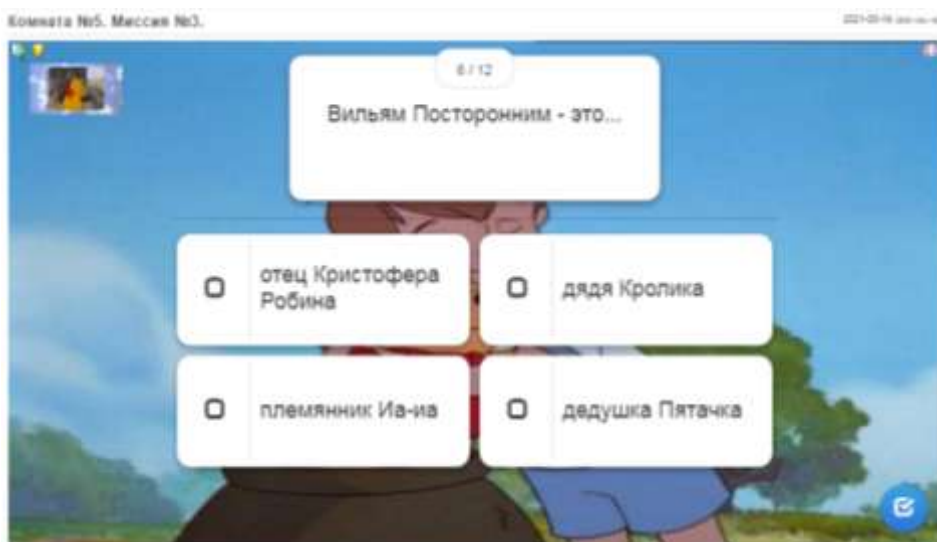 Комната №5. Миссия №3.
6 / 12
Вильям Посторонним - это...
отец Кристофера
Робина
дядя Кролика
племянник Иа-иа
дедушка Пятачка